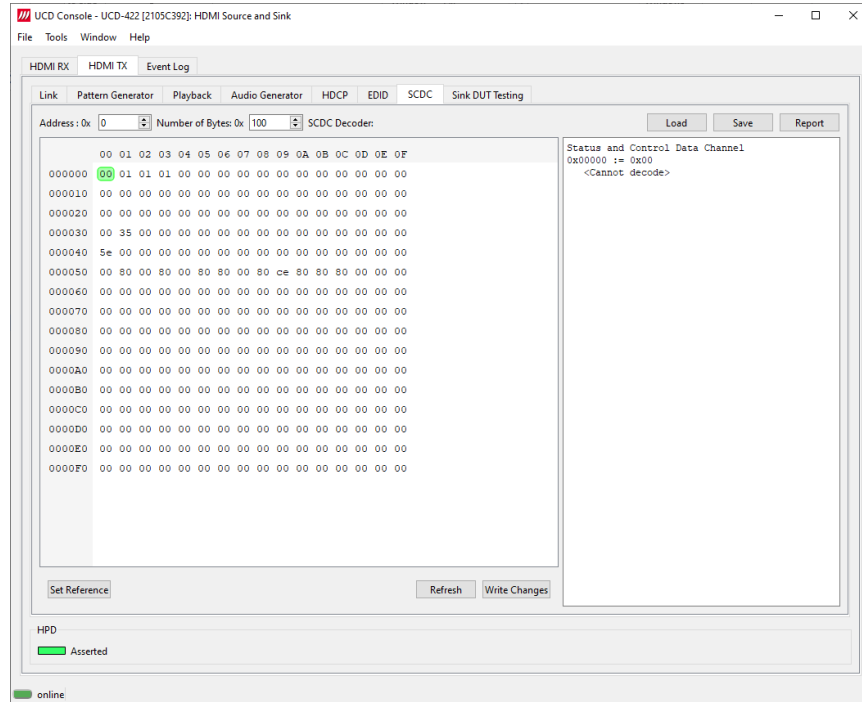 UCD Console - UCD-422 [2105C392]: HDMI Source and Sink
File Tools Window Help
HDMI RX HDMI TX Event Log
Link Pattern Generator Playback Audio Generator HDCP EDID SCDC Sink DUT Testing
Address : 0x 0 Number of Bytes: 0x 100 SCDC Decoder: Load Save Report
00 01 02 03 04 05 06 07 08 09 0A 0B 0C 0D 0E 0F
000000 00 01 01 01 00 00 00 00 00 00 00 00 00 00 00 00
000010 00 00 00 00 00 00 00 00 00 00 00 00 00 00 00 00
000020 00 00 00 00 00 00 00 00 00 00 00 00 00 00 00 00
000030 00 35 00 00 00 00 00 00 00 00 00 00 00 00 00 00
000040 5e 00 00 00 00 00 00 00 00 00 00 00 00 00 00 00
000050 00 80 00 80 00 80 80 00 80 ce 80 80 80 00 00 00
000060 00 00 00 00 00 00 00 00 00 00 00 00 00 00 00 00
000070 00 00 00 00 00 00 00 00 00 00 00 00 00 00 00 00
000080 00 00 00 00 00 00 00 00 00 00 00 00 00 00 00 00
000090 00 00 00 00 00 00 00 00 00 00 00 00 00 00 00 00
0000A0 00 00 00 00 00 00 00 00 00 00 00 00 00 00 00 00
0000B0 00 00 00 00 00 00 00 00 00 00 00 00 00 00 00 00
0000C0 00 00 00 00 00 00 00 00 00 00 00 00 00 00 00 00
0000D0 00 00 00 00 00 00 00 00 00 00 00 00 00 00 00 00
0000E0 00 00 00 00 00 00 00 00 00 00 00 00 00 00 00 00
0000F0 00 00 00 00 00 00 00 00 00 00 00 00 00 00 00 00
Status and Control Data Channel
0x00000 := 0x00
<Cannot decode>
Set Reference Refresh Write Changes
HPD
Asserted
online